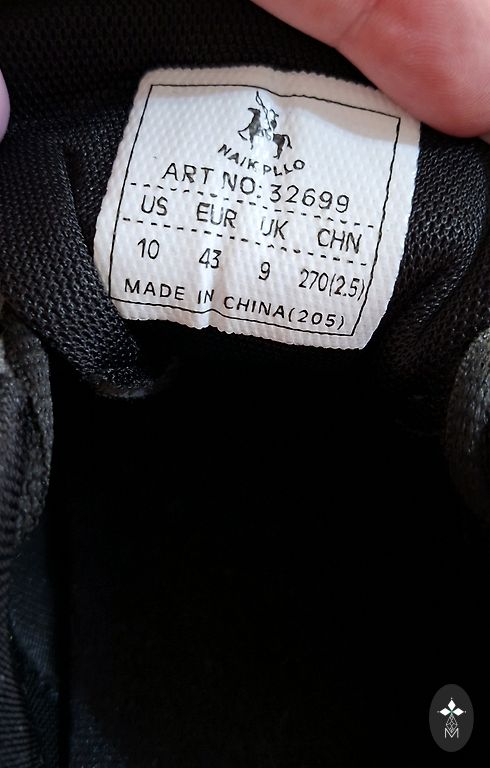 NAIKPLLO
ART NO: 32699
US EUR UK CHN
10 43 9 270(2.5)
MADE IN CHINA(205)
M